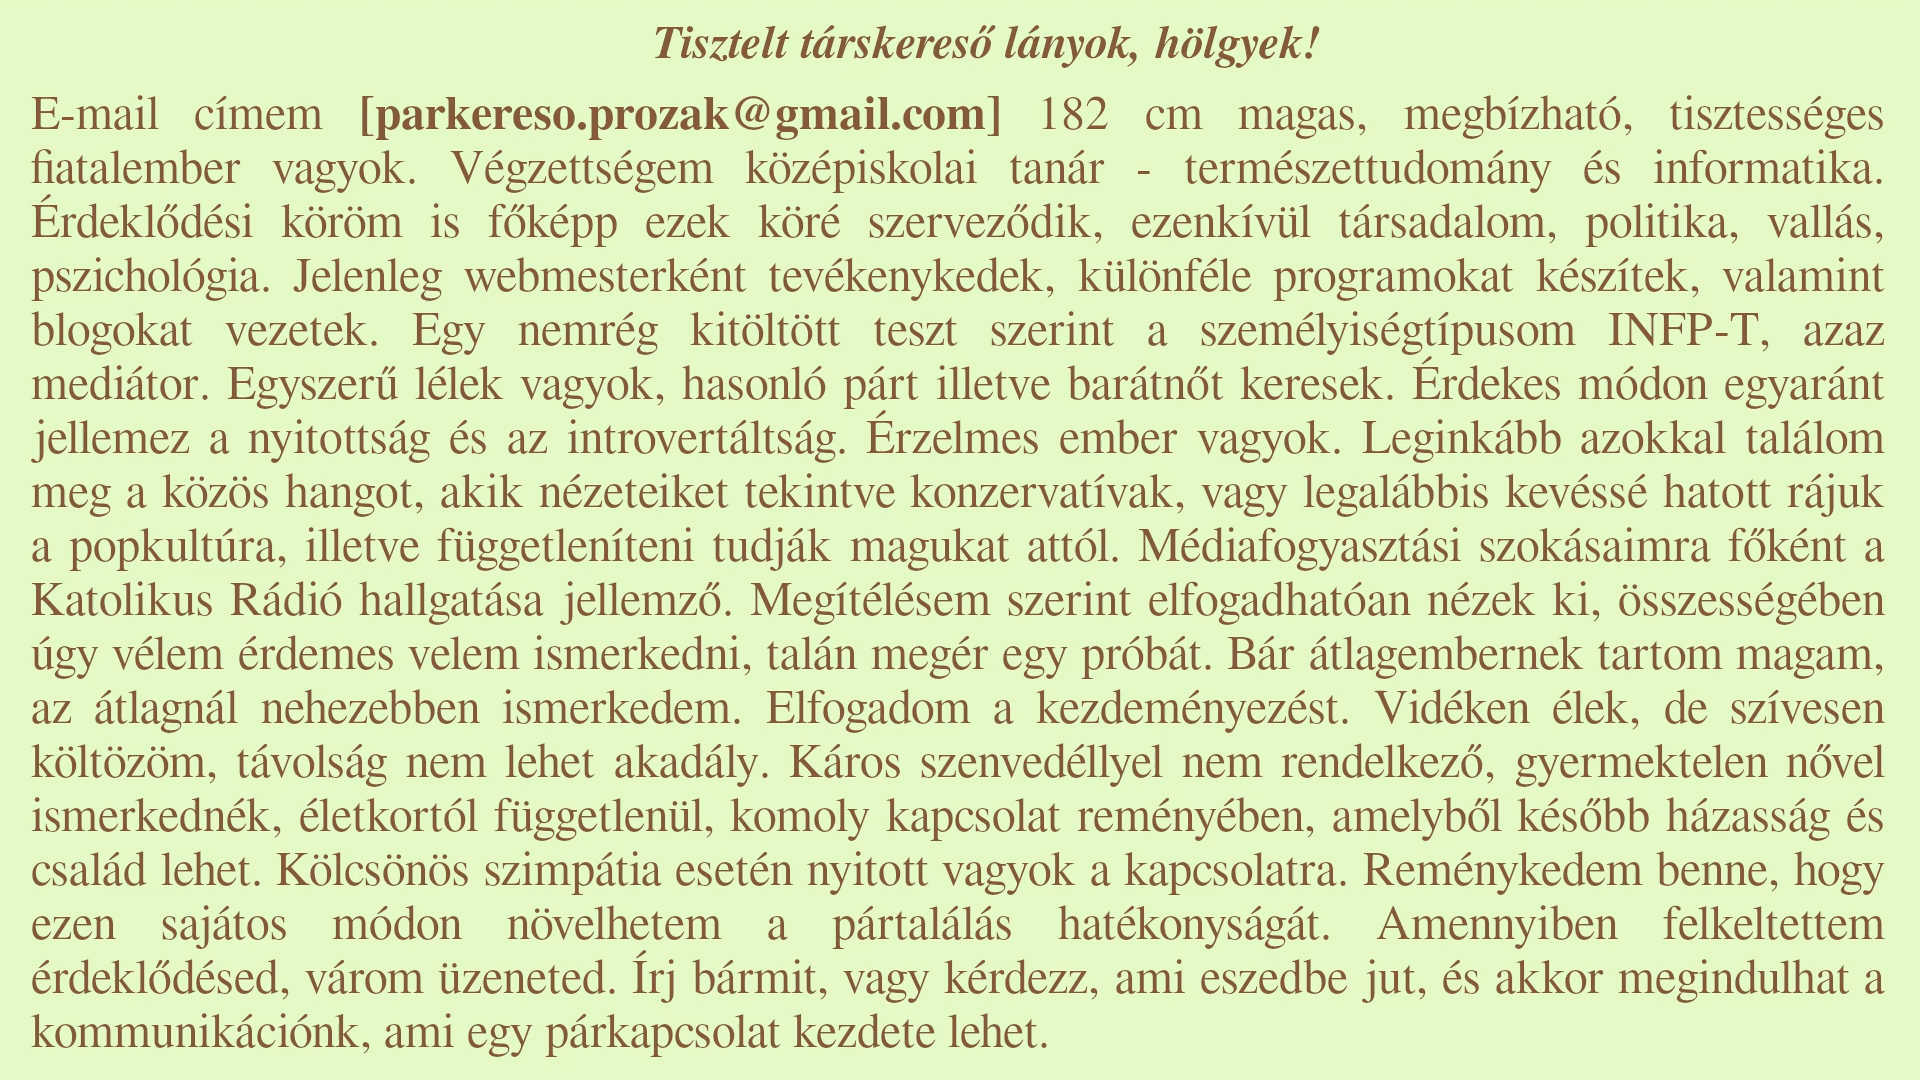 Tisztelt társkereső lányok, hölgyek!
E-mail címem [parkereso.prozak@gmail.com] 182 cm magas, megbízható, tisztességes
fiatalember vagyok. Végzettségem középiskolai tanár - természettudomány és informatika.
Érdeklődési köröm is főképp ezek köré szerveződik, ezenkívül társadalom, politika, vallás,
pszichológia. Jelenleg webmesterként tevékenykedek, különféle programokat készítek, valamint
blogokat vezetek. Egy nemrég kitöltött teszt szerint a személyiségtípusom INFP-T, azaz
mediátor. Egyszerű lélek vagyok, hasonló párt illetve barátnőt keresek. Érdekes módon egyaránt
jellemez a nyitottság és az introvertáltság. Érzelmes ember vagyok. Leginkább azokkal találom
meg a közös hangot, akik nézeteiket tekintve konzervatívak, vagy legalábbis kevéssé hatott rájuk
a popkultúra, illetve függetleníteni tudják magukat attól. Médiafogyasztási szokásaimra főként a
Katolikus Rádió hallgatása jellemző. Megítélésem szerint elfogadhatóan nézek ki, összességében
úgy vélem érdemes velem ismerkedni, talán megér egy próbát. Bár átlagembernek tartom magam,
az átlagnál nehezebben ismerkedem. Elfogadom a kezdeményezést. Vidéken élek, de szívesen
költözöm, távolság nem lehet akadály. Káros szenvedéllyel nem rendelkező, gyermektelen nővel
ismerkednék, életkortól függetlenül, komoly kapcsolat reményében, amelyből később házasság és
család lehet. Kölcsönös szimpátia esetén nyitott vagyok a kapcsolatra. Reménykedem benne, hogy
ezen sajátos módon növelhetem a pártalálás hatékonyságát. Amennyiben felkeltettem
érdeklődésed, várom üzeneted. Írj bármit, vagy kérdezz, ami eszedbe jut, és akkor megindulhat a
kommunikációnk, ami egy párkapcsolat kezdete lehet.